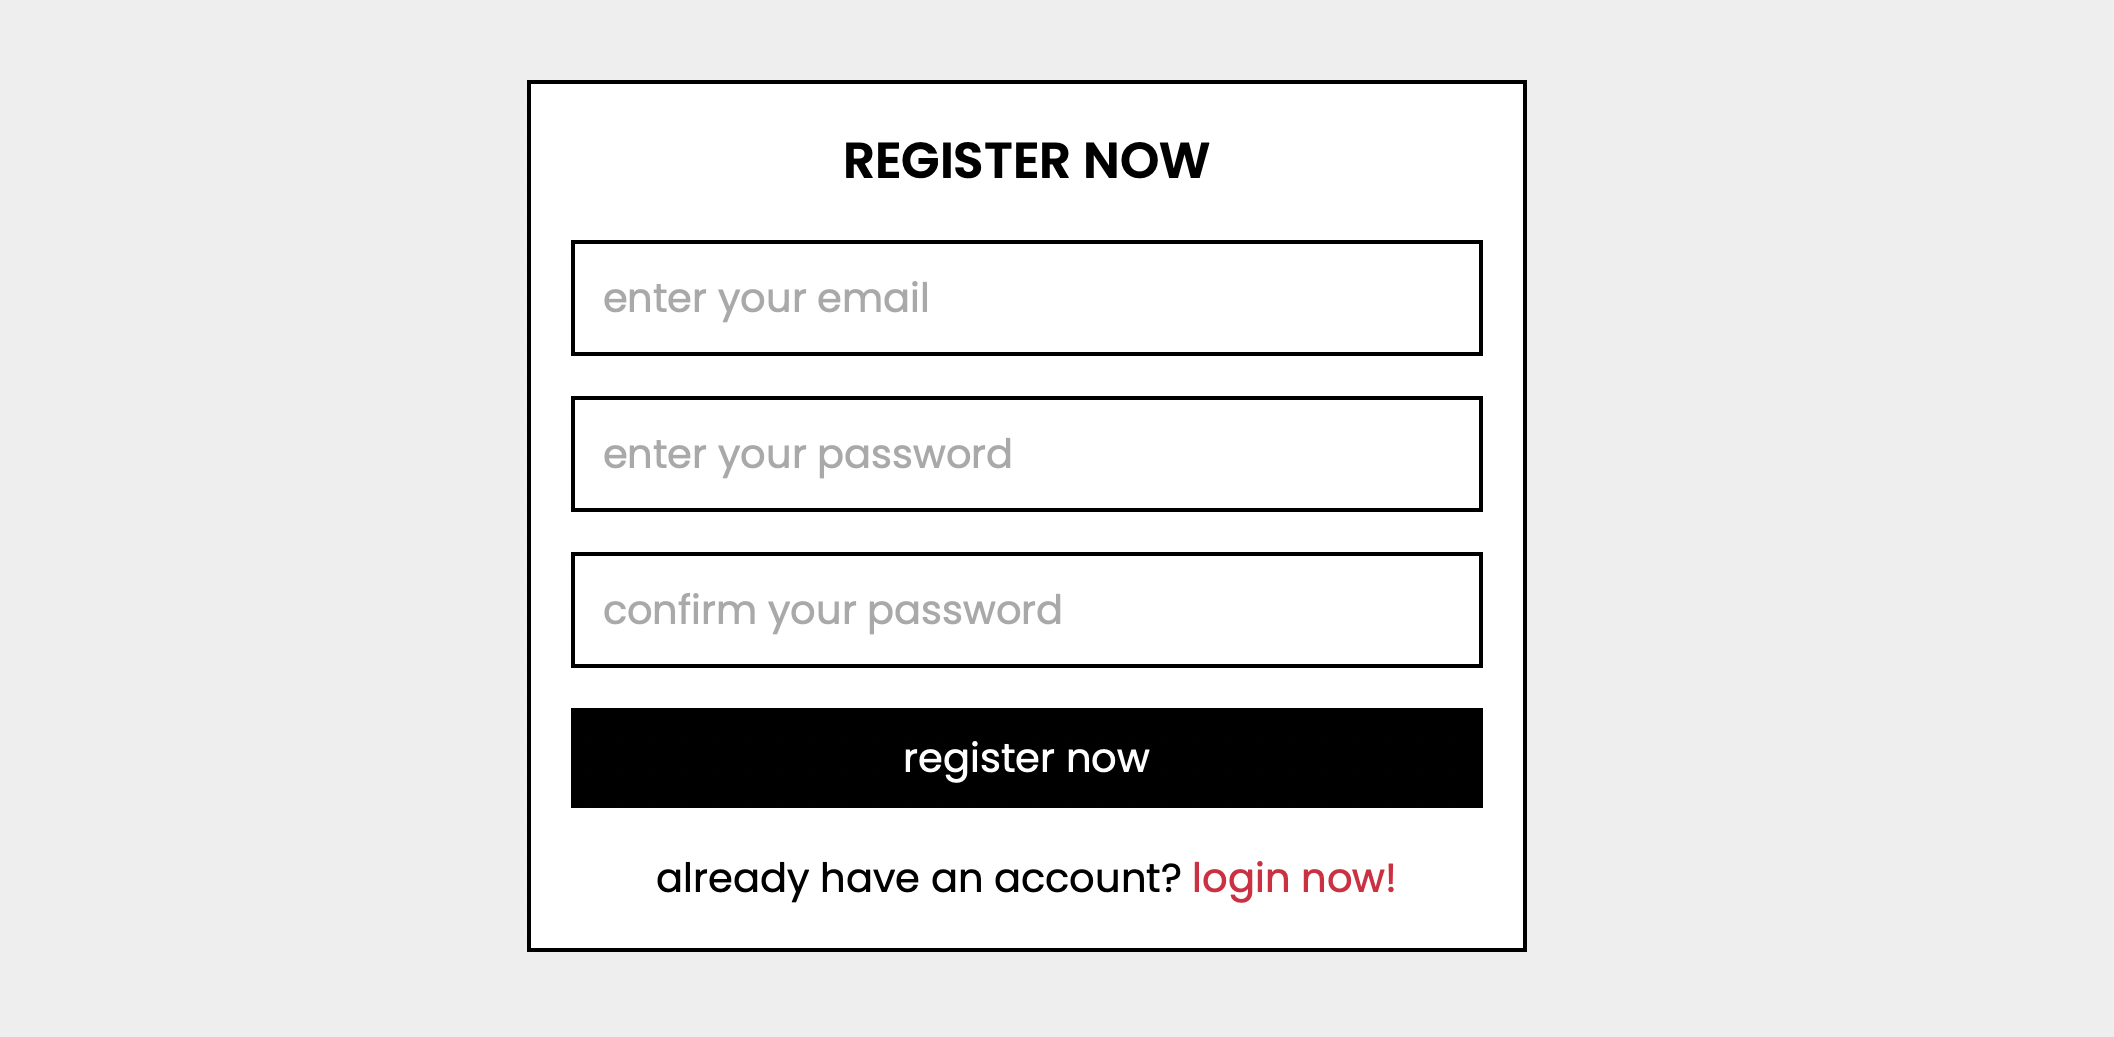 REGISTER NOW
enter your email
enter your password
confirm your password
register now
already have an account? login now!